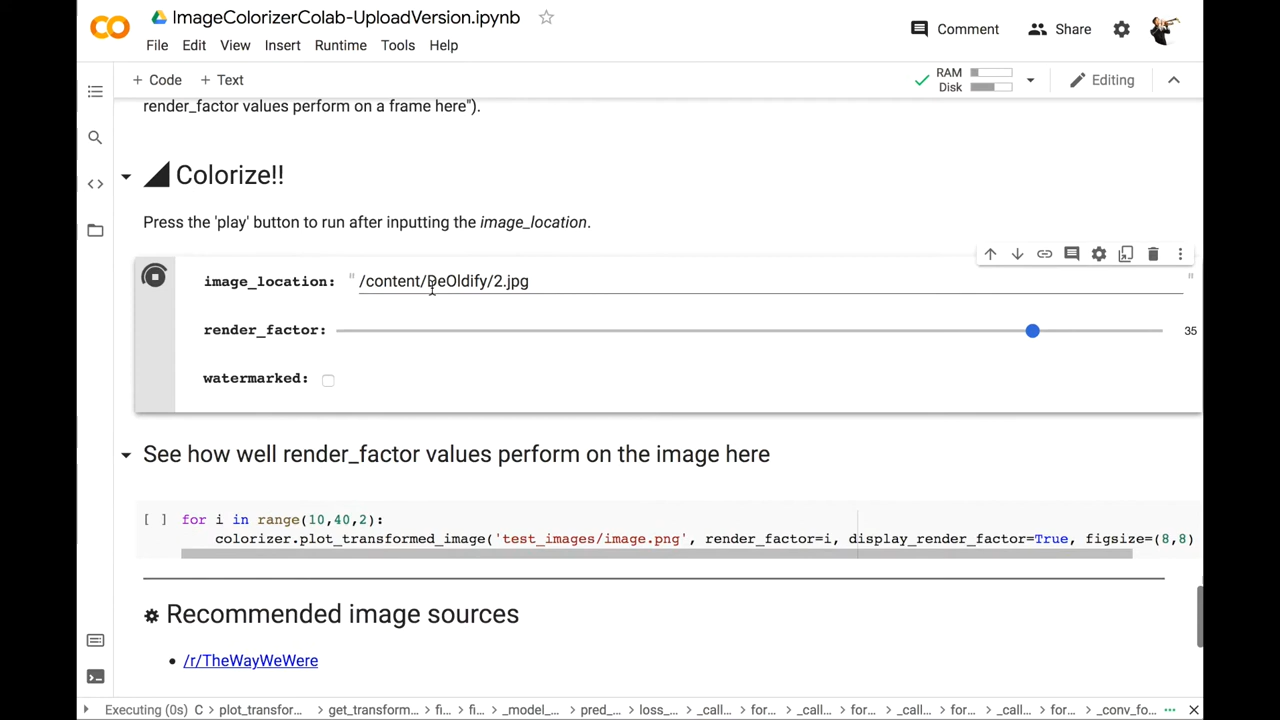 ImageColorizerColab-UploadVersion.ipynb
File Edit View Insert Runtime Tools Help
Comment
Share
+ Code + Text
RAM
Disk
Editing
render_factor values perform on a frame here").
Colorize!!
Press the 'play' button to run after inputting the image_location.
image_location: "/content/DeOldify/2.jpg"
render_factor: 35
watermarked:
See how well render_factor values perform on the image here
[ ] for i in range(10,40,2):
colorizer.plot_transformed_image('test_images/image.png', render_factor=i, display_render_factor=True, figsize=(8,8)
Recommended image sources
• /r/TheWayWeWere
Executing (0s) C > plot_transfor... > get_transform... > fi... > fi... > _model_... > pred_... > loss_... > _call... > for... > _call... > for... > _call... > for... > _call... > for... > _conv_fo... ...